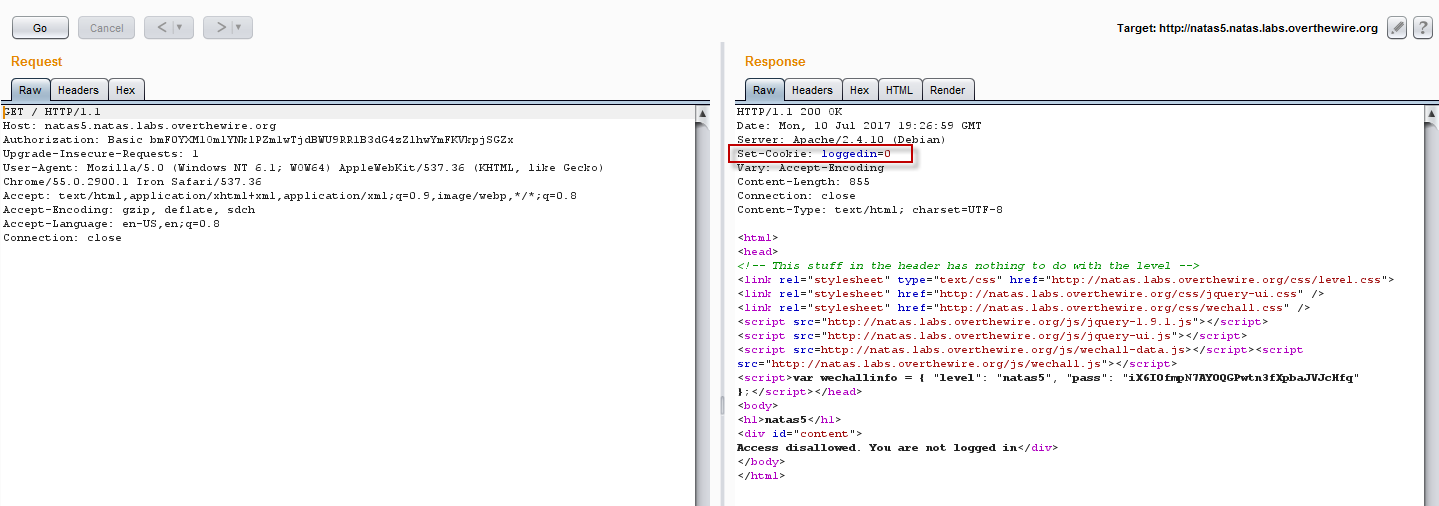 Go Cancel < > Target: http://natas5.natas.labs.overthewire.org ?
Request
Raw Headers Hex
GET / HTTP/1.1
Host: natas5.natas.labs.overthewire.org
Authorization: Basic
Upgrade-Insecure-Requests: 1
User-Agent: Mozilla/5.0 (Windows NT 6.1; WOW64) AppleWebKit/537.36 (KHTML, like Gecko)
Chrome/55.0.2900.1 Iron Safari/537.36
Accept: text/html,application/xhtml+xml,application/xml;q=0.9,image/webp,*/*;q=0.8
Accept-Encoding: gzip, deflate, sdch
Accept-Language: en-US,en;q=0.8
Connection: close
Response
Raw Headers Hex HTML Render
HTTP/1.1 200 OK
Date: Mon, 10 Jul 2017 19:26:59 GMT
Server: Apache/2.4.10 (Debian)
Set-Cookie: loggedin=0
Vary: Accept-Encoding
Content-Length: 855
Connection: close
Content-Type: text/html; charset=UTF-8
<html>
<head>
<!-- This stuff in the header has nothing to do with the level -->
<link rel="stylesheet" type="text/css" href="http://natas.labs.overthewire.org/css/level.css">
<link rel="stylesheet" href="http://natas.labs.overthewire.org/css/jquery-ui.css" />
<link rel="stylesheet" href="http://natas.labs.overthewire.org/css/wechall.css" />
<script src="http://natas.labs.overthewire.org/js/jquery-1.9.1.js"></script>
<script src="http://natas.labs.overthewire.org/js/jquery-ui.js"></script>
<script src=http://natas.labs.overthewire.org/js/wechall-data.js></script><script
src="http://natas.labs.overthewire.org/js/wechall.js"></script>
<script>var wechallinfo = { "level": "natas5", "pass": "iX6IOfmpN7AYOQGPwtn3fXpbaJVJcHfq"
};</script></head>
<body>
<h1>natas5</h1>
<div id="content">
Access disallowed. You are not logged in</div>
</body>
</html>